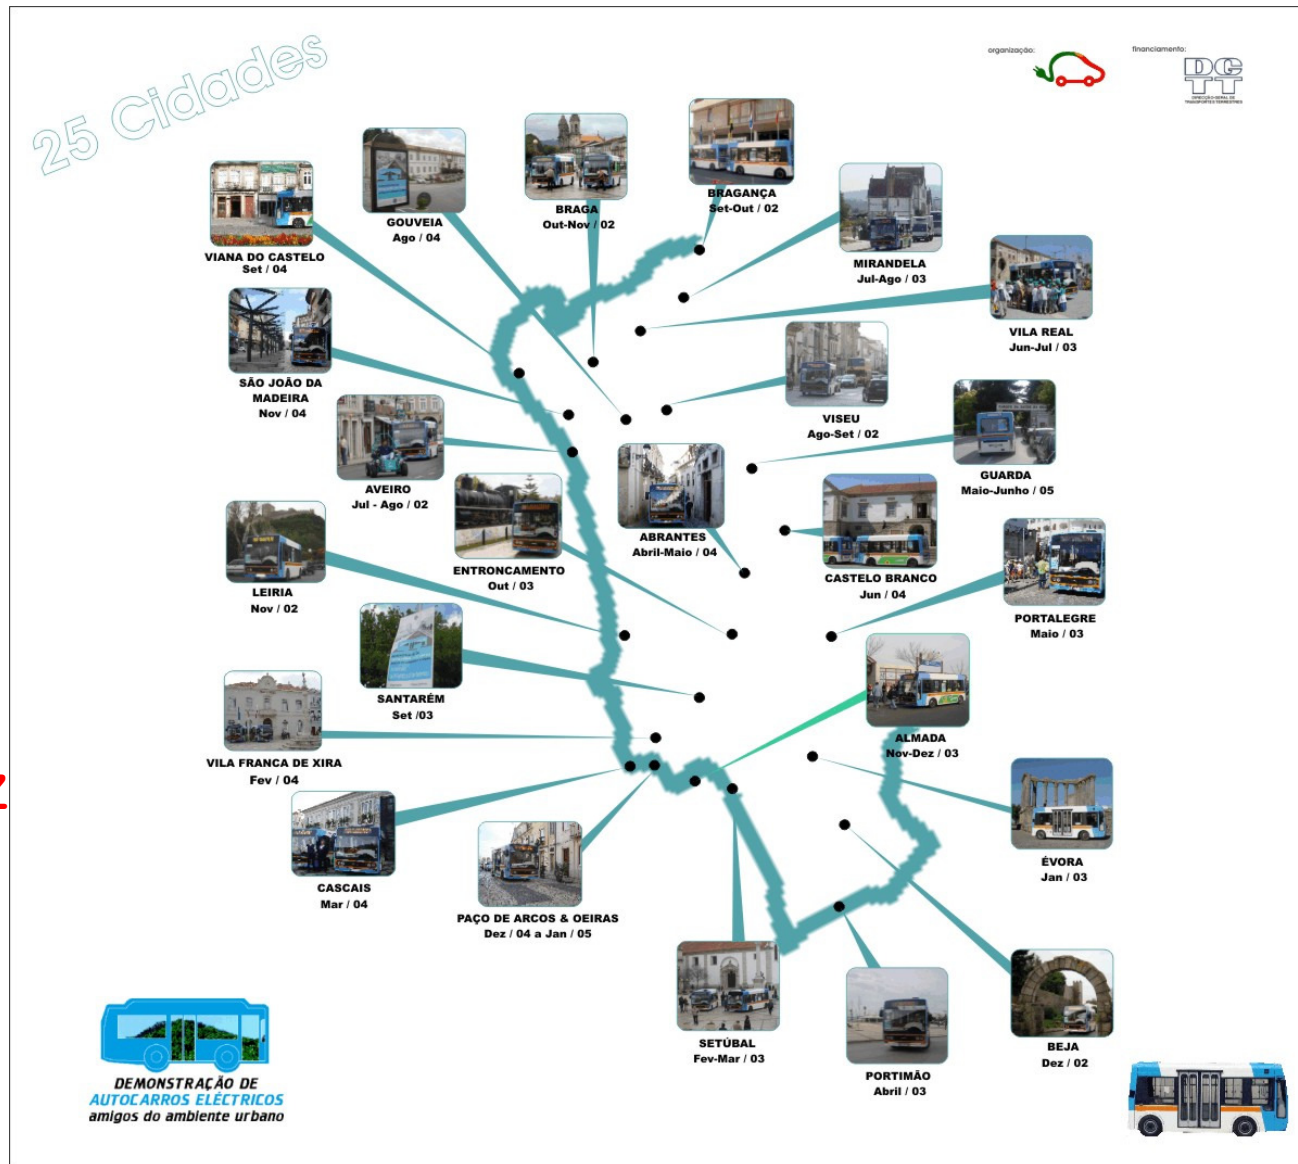 25 Cidades
organização:
financiamento:
DGTT
DIRECÇÃO-GERAL DE
TRANSPORTES TERRESTRES
VIANA DO CASTELO
Set / 04
GOUVEIA
Ago / 04
BRAGA
Out-Nov / 02
BRAGANÇA
Set-Out / 02
MIRANDELA
Jul-Ago / 03
VILA REAL
Jun-Jul / 03
SÃO JOÃO DA
MADEIRA
Nov / 04
VISEU
Ago-Set / 02
AVEIRO
Jul - Ago / 02
GUARDA
Maio-Junho / 05
ENTRONCAMENTO
Out / 03
ABRANTES
Abril-Maio / 04
CASTELO BRANCO
Jun / 04
LEIRIA
Nov / 02
PORTALEGRE
Maio / 03
SANTARÉM
Set /03
ALMADA
Nov-Dez / 03
VILA FRANCA DE XIRA
Fev / 04
CASCAIS
Mar / 04
PAÇO DE ARCOS & OEIRAS
Dez / 04 a Jan / 05
ÉVORA
Jan / 03
SETÚBAL
Fev-Mar / 03
PORTIMÃO
Abril / 03
BEJA
Dez / 02
DEMONSTRAÇÃO DE
AUTOCARROS ELÉCTRICOS
amigos do ambiente urbano